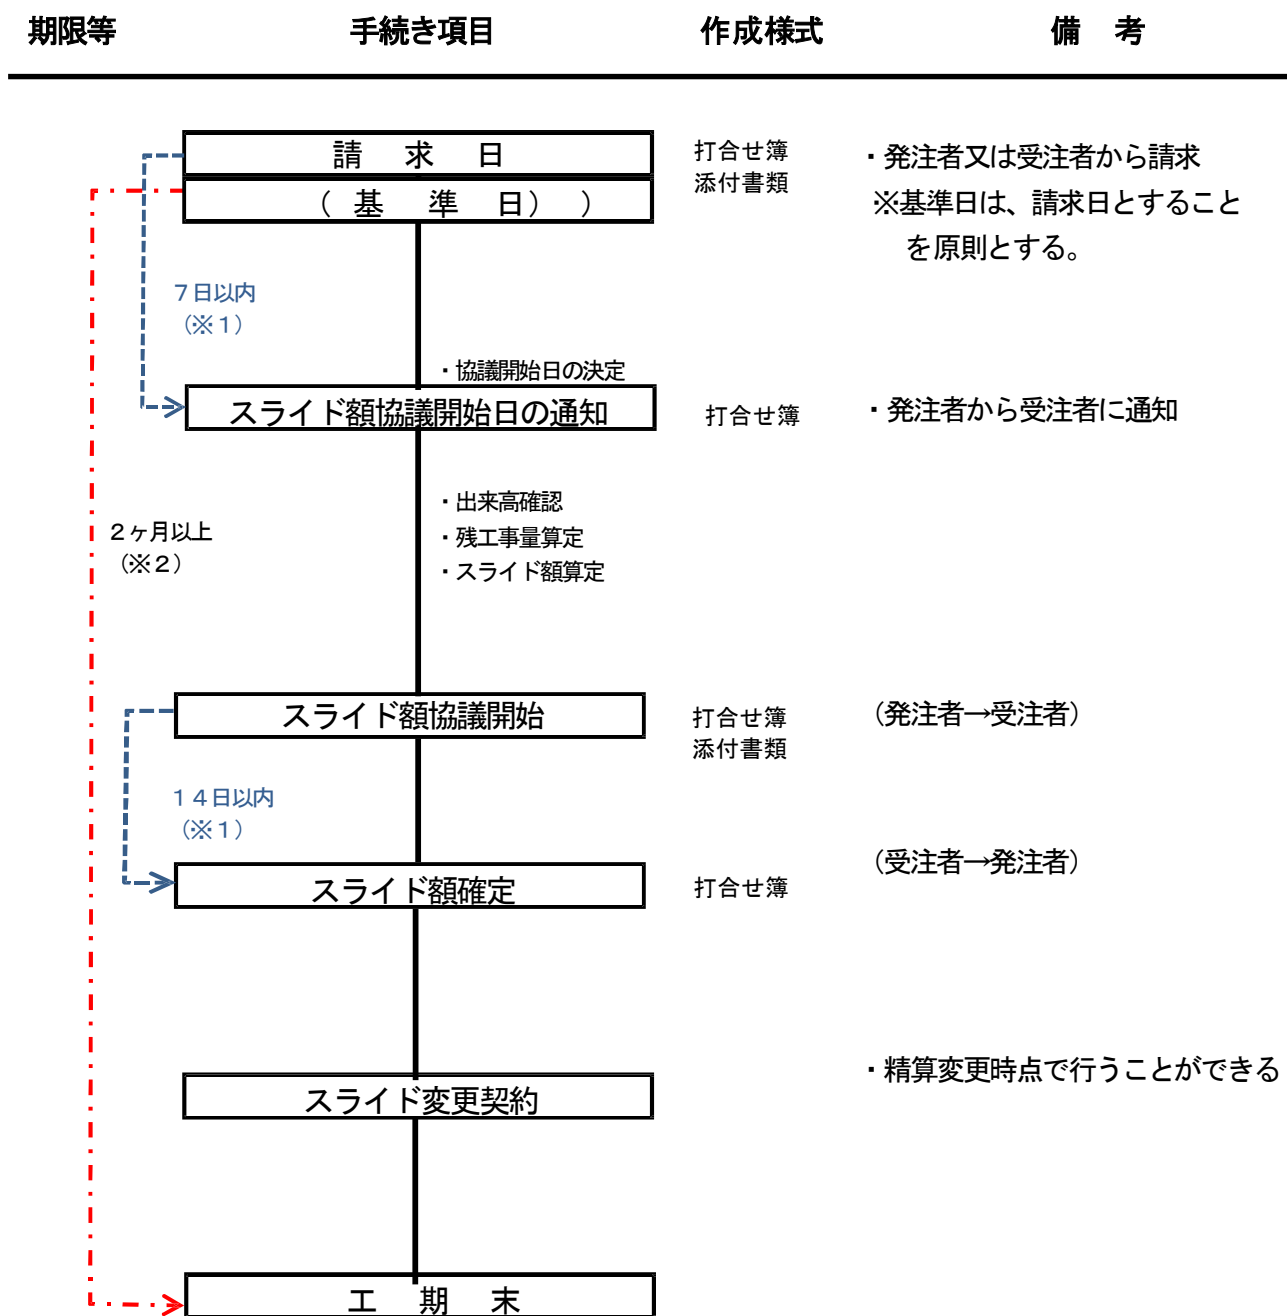 期限等　手続き項目　作成様式　備　考
請　求　日
（基　準　日））
打合せ簿
添付書類
・発注者又は受注者から請求
※基準日は、請求日とすること
を原則とする。
７日以内
（※１）
・協議開始日の決定
スライド額協議開始日の通知
打合せ簿
・発注者から受注者に通知
・出来高確認
・残工事量算定
・スライド額算定
２ヶ月以上
（※２）
スライド額協議開始
打合せ簿
添付書類
（発注者→受注者）
１４日以内
（※１）
スライド額確定
打合せ簿
（受注者→発注者）
・精算変更時点で行うことができる
スライド変更契約
工　期　末